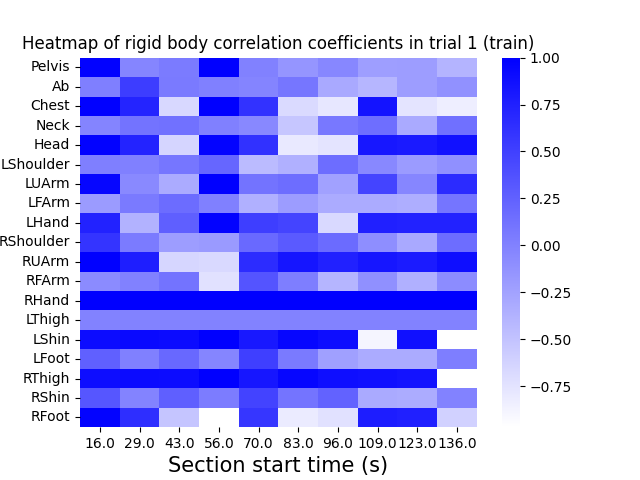 Heatmap of rigid body correlation coefficients in trial 1 (train)
Pelvis
Ab
Chest
Neck
Head
LShoulder
LUArm
LFArm
LHand
RShoulder
RUArm
RFArm
RHand
LThigh
LShin
LFoot
RThigh
RShin
RFoot
16.0 29.0 43.0 56.0 70.0 83.0 96.0 109.0 123.0 136.0
Section start time (s)
1.00
0.75
0.50
0.25
0.00
−0.25
−0.50
−0.75